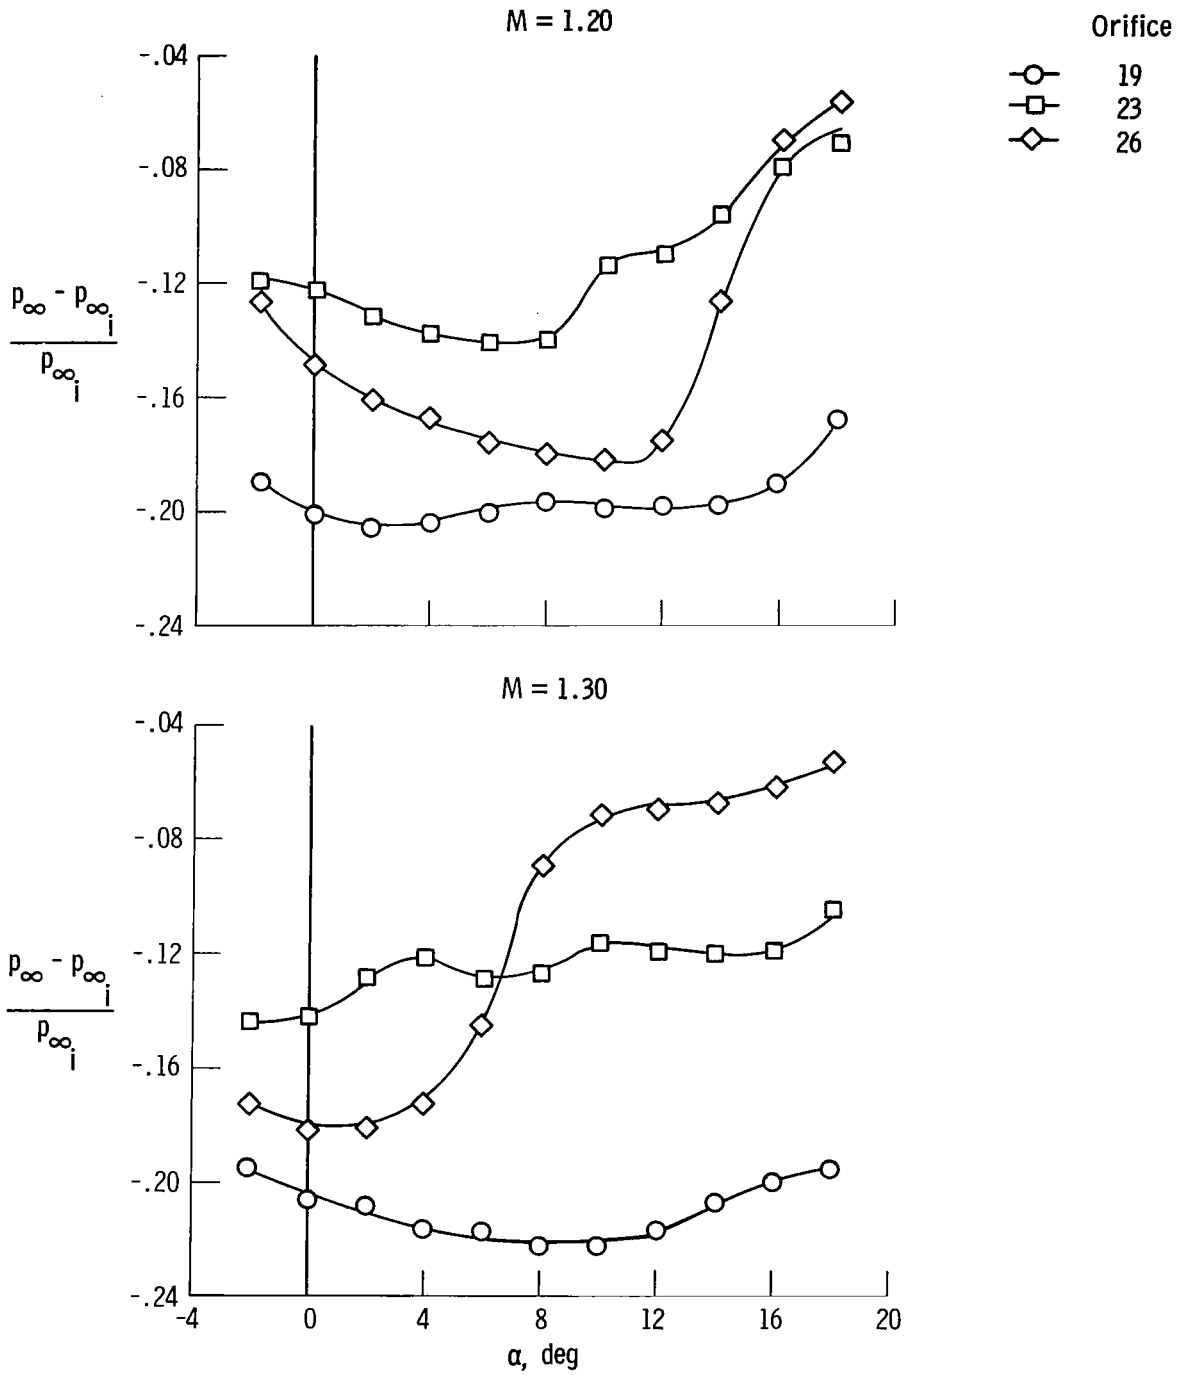 M = 1.20
Orifice
19
23
26
-.04
-.08
-.12
-.16
-.20
-.24
p∞ - p∞i
p∞i
M = 1.30
-.04
-.08
-.12
-.16
-.20
-.24
p∞ - p∞i
p∞i
-4 0 4 8 12 16 20
α, deg